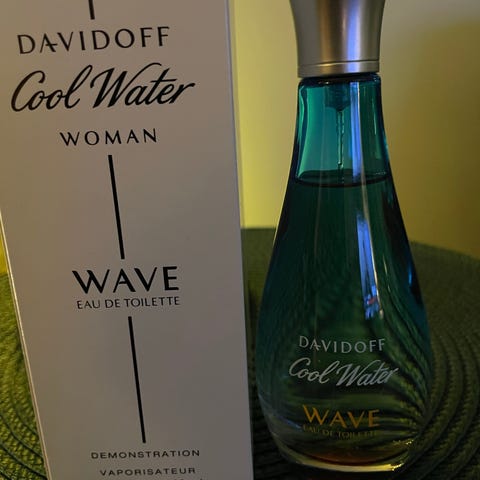 DAVIDOFF
Cool Water
WOMAN
WAVE
EAU DE TOILETTE
DEMONSTRATION
VAPORISATEUR
DAVIDOFF
Cool Water
WAVE
EAU DE TOILETTE